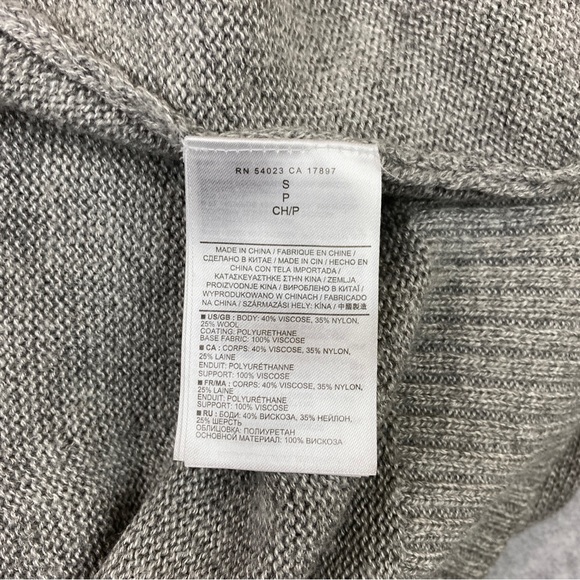 RN 54023 CA 17897
S
P
CH/P
MADE IN CHINA / FABRIQUE EN CHINE /
СДЕЛАНО В КИТАЕ / MADE IN CIN / HECHO EN
CHINA CON TELA IMPORTADA /
ΚΑΤΑΣΚΕΥΑΣΤΗΚΕ ΣΤΗΝ ΚΙΝΑ / ZEMLJA
PROIZVODNJE KINA / ВИРОБЛЕНО В КИТАЇ /
WYPRODUKOWANO W CHINACH / FABRICADO
NA CHINA / SZÁRMAZÁSI HELY: KÍNA / 中國製造
■ US/GB : BODY: 40% VISCOSE, 35% NYLON,
25% WOOL
COATING: POLYURETHANE
BASE FABRIC: 100% VISCOSE
■ CA : CORPS: 40% VISCOSE, 35% NYLON,
25% LAINE
ENDUIT: POLYURÉTHANE
SUPPORT: 100% VISCOSE
■ FR/MA : CORPS: 40% VISCOSE, 35% NYLON,
25% LAINE
ENDUIT: POLYURÉTHANE
SUPPORT: 100% VISCOSE
■ RU : БОДИ: 40% ВИСКОЗА, 35% НЕЙЛОН,
25% ШЕРСТЬ
ОБЛИЦОВКА: ПОЛИУРЕТАН
ОСНОВНОЙ МАТЕРИАЛ: 100% ВИСКОЗА